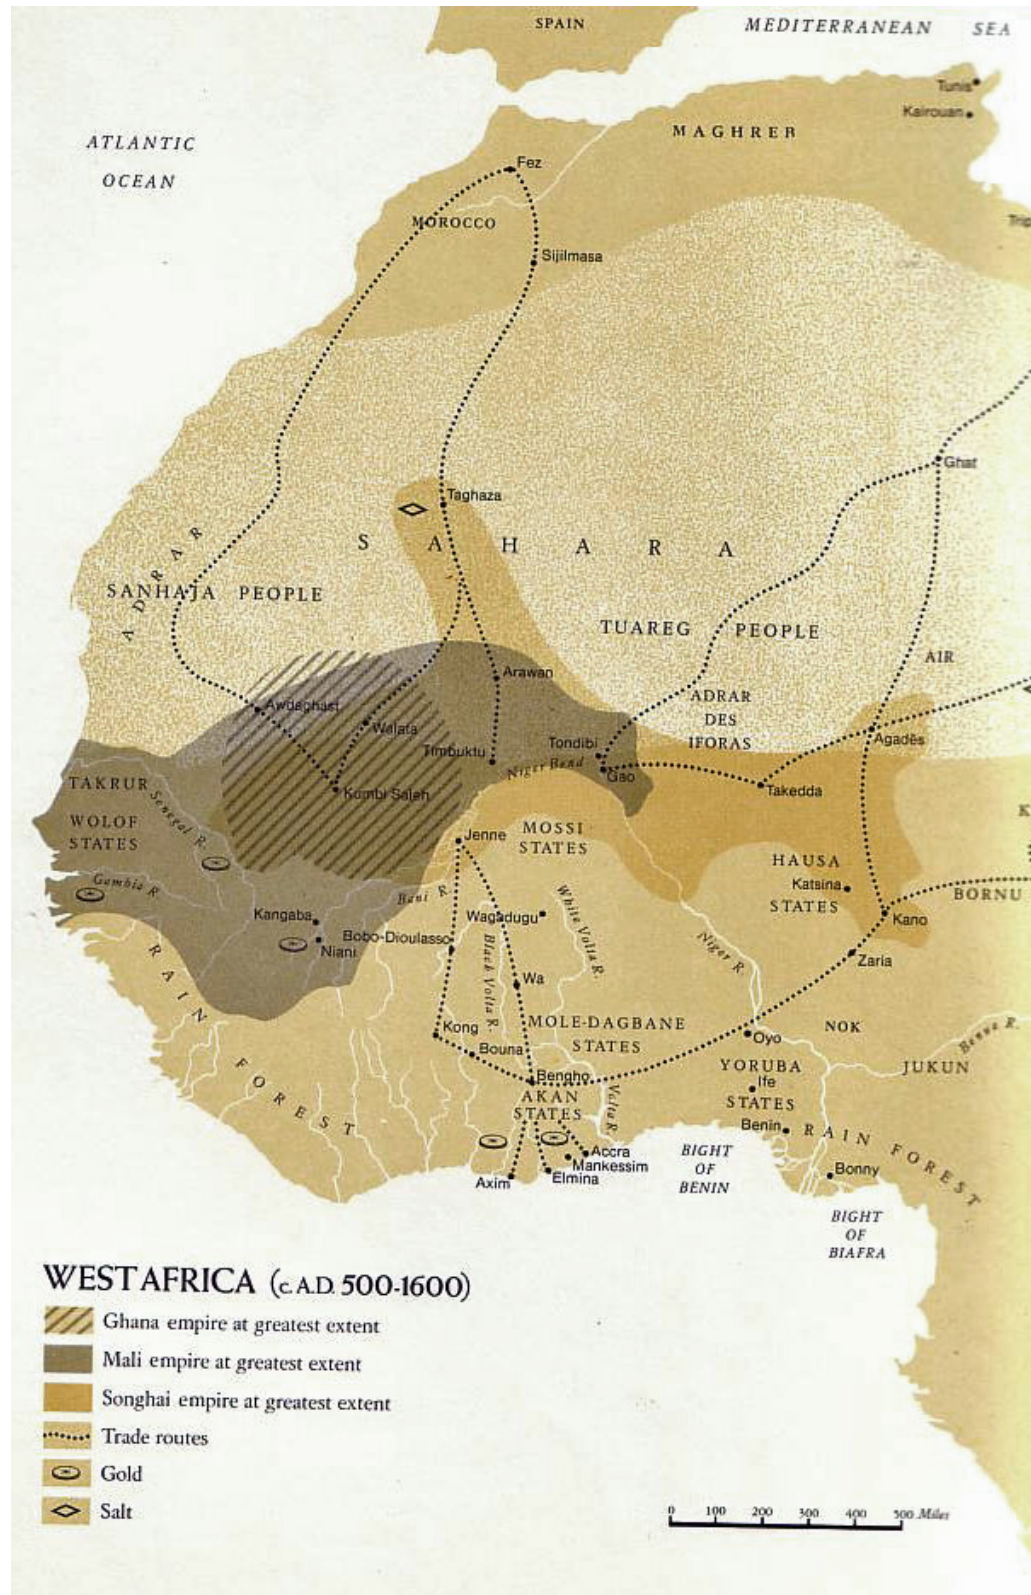 SPAIN
MEDITERRANEAN SEA
Tunis
Kairouan
MAGHREB
ATLANTIC
OCEAN
Fez
MOROCCO
Sijilmasa
Ghat
Taghaza
SAHARA
ADRAR
SANHAJA PEOPLE
TUAREG PEOPLE
AIR
Arawan
ADRAR
DES
IFORAS
Awdaghast
Walata
Timbuktu
Tondibi
Agadès
Niger Bend
Gao
TAKRUR
Senegal R.
Kumbi Saleh
Takedda
WOLOF
STATES
Jenne
MOSSI
STATES
HAUSA
Katsina
STATES
Gambia R.
Bani R.
BORNU
Kangaba
Wagadugu
White Volta R.
Kano
Niani
Bobo-Dioulasso
Black Volta R.
Niger R.
Zaria
RAIN
FOREST
Wa
Kong
MOLE-DAGBANE
STATES
NOK
Benue R.
Bouna
Oyo
Bengho
YORUBA
JUKUN
AKAN
STATES
Volta R.
Ife
STATES
Benin
RAIN FOREST
Accra
Mankessim
Elmina
Axim
BIGHT
OF
BENIN
Bonny
BIGHT
OF
BIAFRA
WEST AFRICA (c. A.D. 500-1600)
Ghana empire at greatest extent
Mali empire at greatest extent
Songhai empire at greatest extent
Trade routes
Gold
Salt
0 100 200 300 400 500 Miles